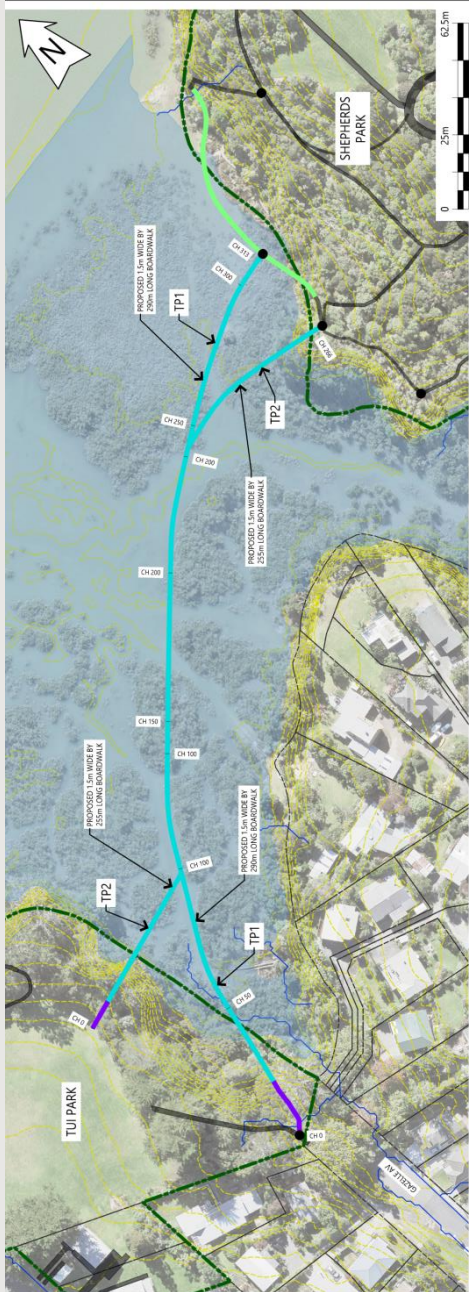 N
62.5m
25m
0
SHEPHERDS
PARK
PROPOSED 1.5m WIDE BY
290m LONG BOARDWALK
TP1
CH 313
CH 300
CH 266
TP2
PROPOSED 1.5m WIDE BY
255m LONG BOARDWALK
CH 250
CH 200
CH 200
CH 150
CH 100
PROPOSED 1.5m WIDE BY
255m LONG BOARDWALK
TP2
CH 100
PROPOSED 1.5m WIDE BY
290m LONG BOARDWALK
TP1
CH 50
CH 0
TUI PARK
CH 0
GAZELLE AV